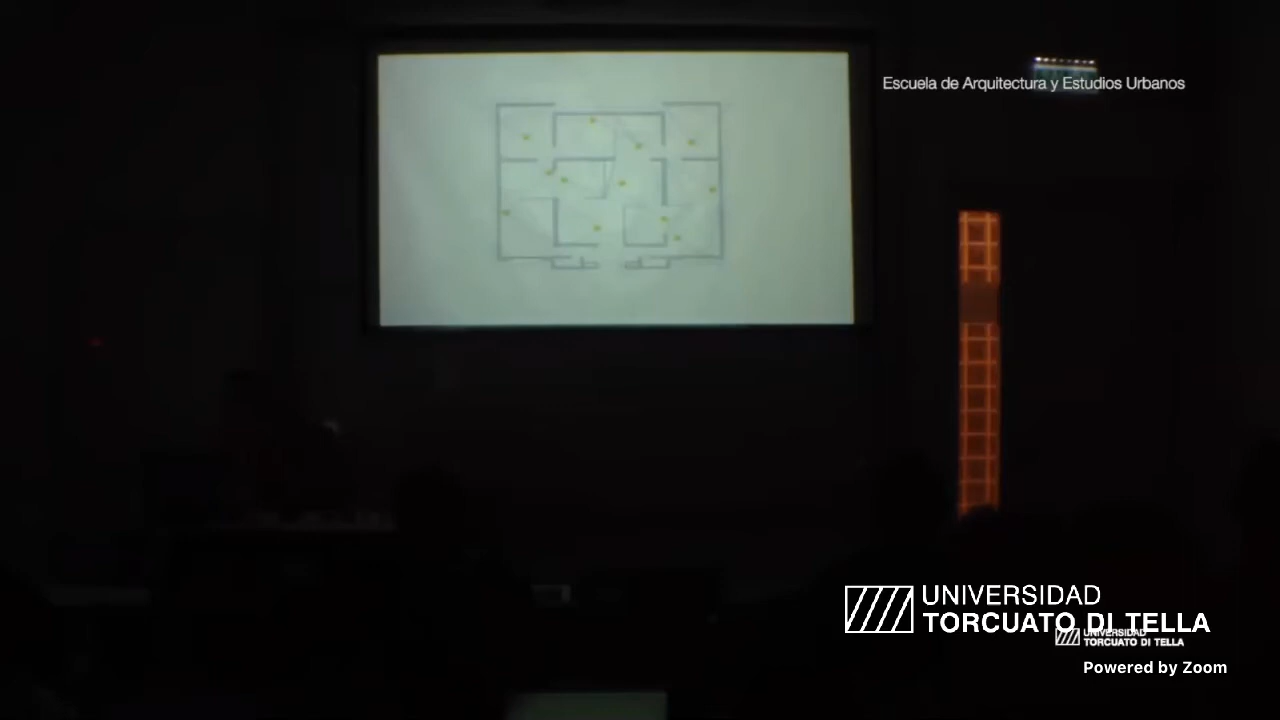 Escuela de Arquitectura y Estudios Urbanos
UNIVERSIDAD
TORCUATO DI TELLA
UNIVERSIDAD
TORCUATO DI TELLA
Powered by Zoom